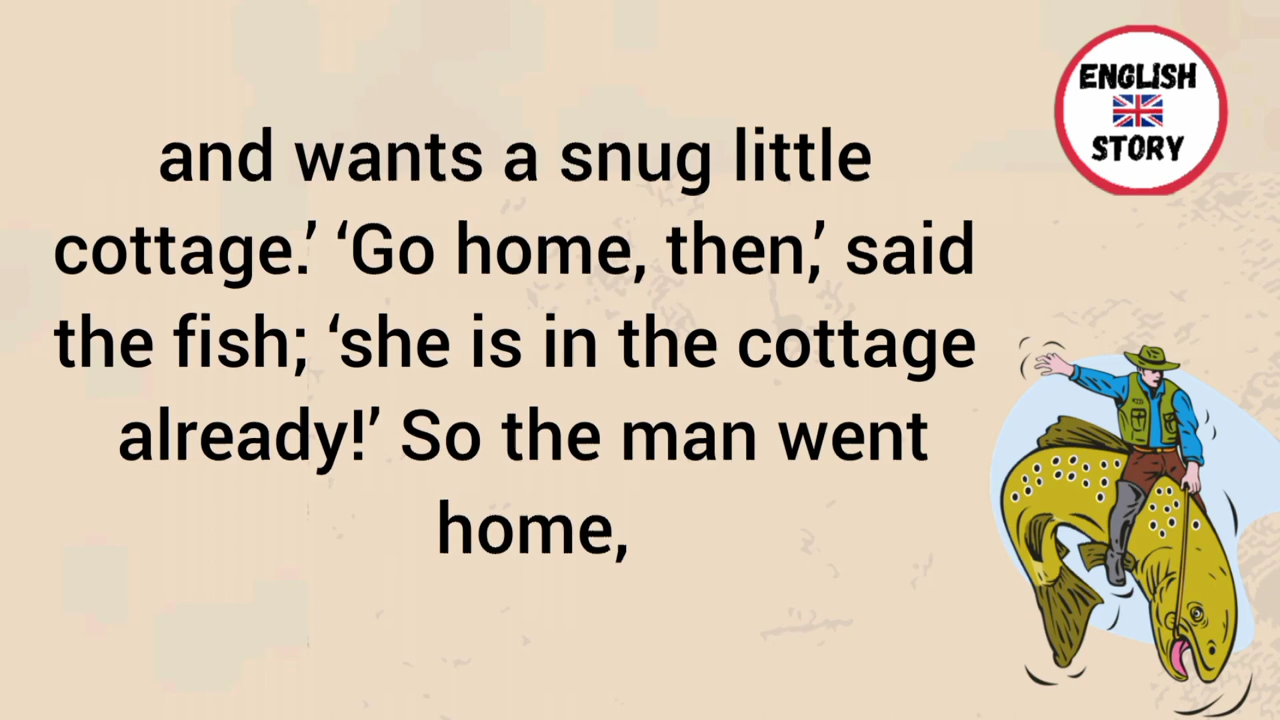 and wants a snug little
cottage.’ ‘Go home, then,’ said
the fish; ‘she is in the cottage
already!’ So the man went
home,
ENGLISH
STORY